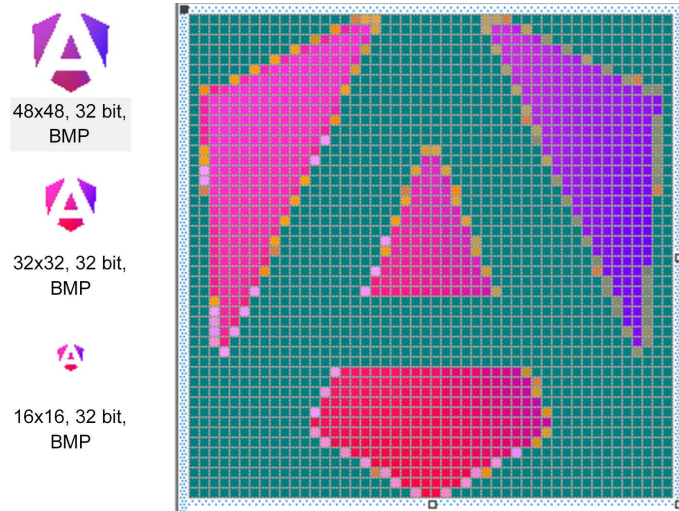 48x48, 32 bit,
BMP
32x32, 32 bit,
BMP
16x16, 32 bit,
BMP